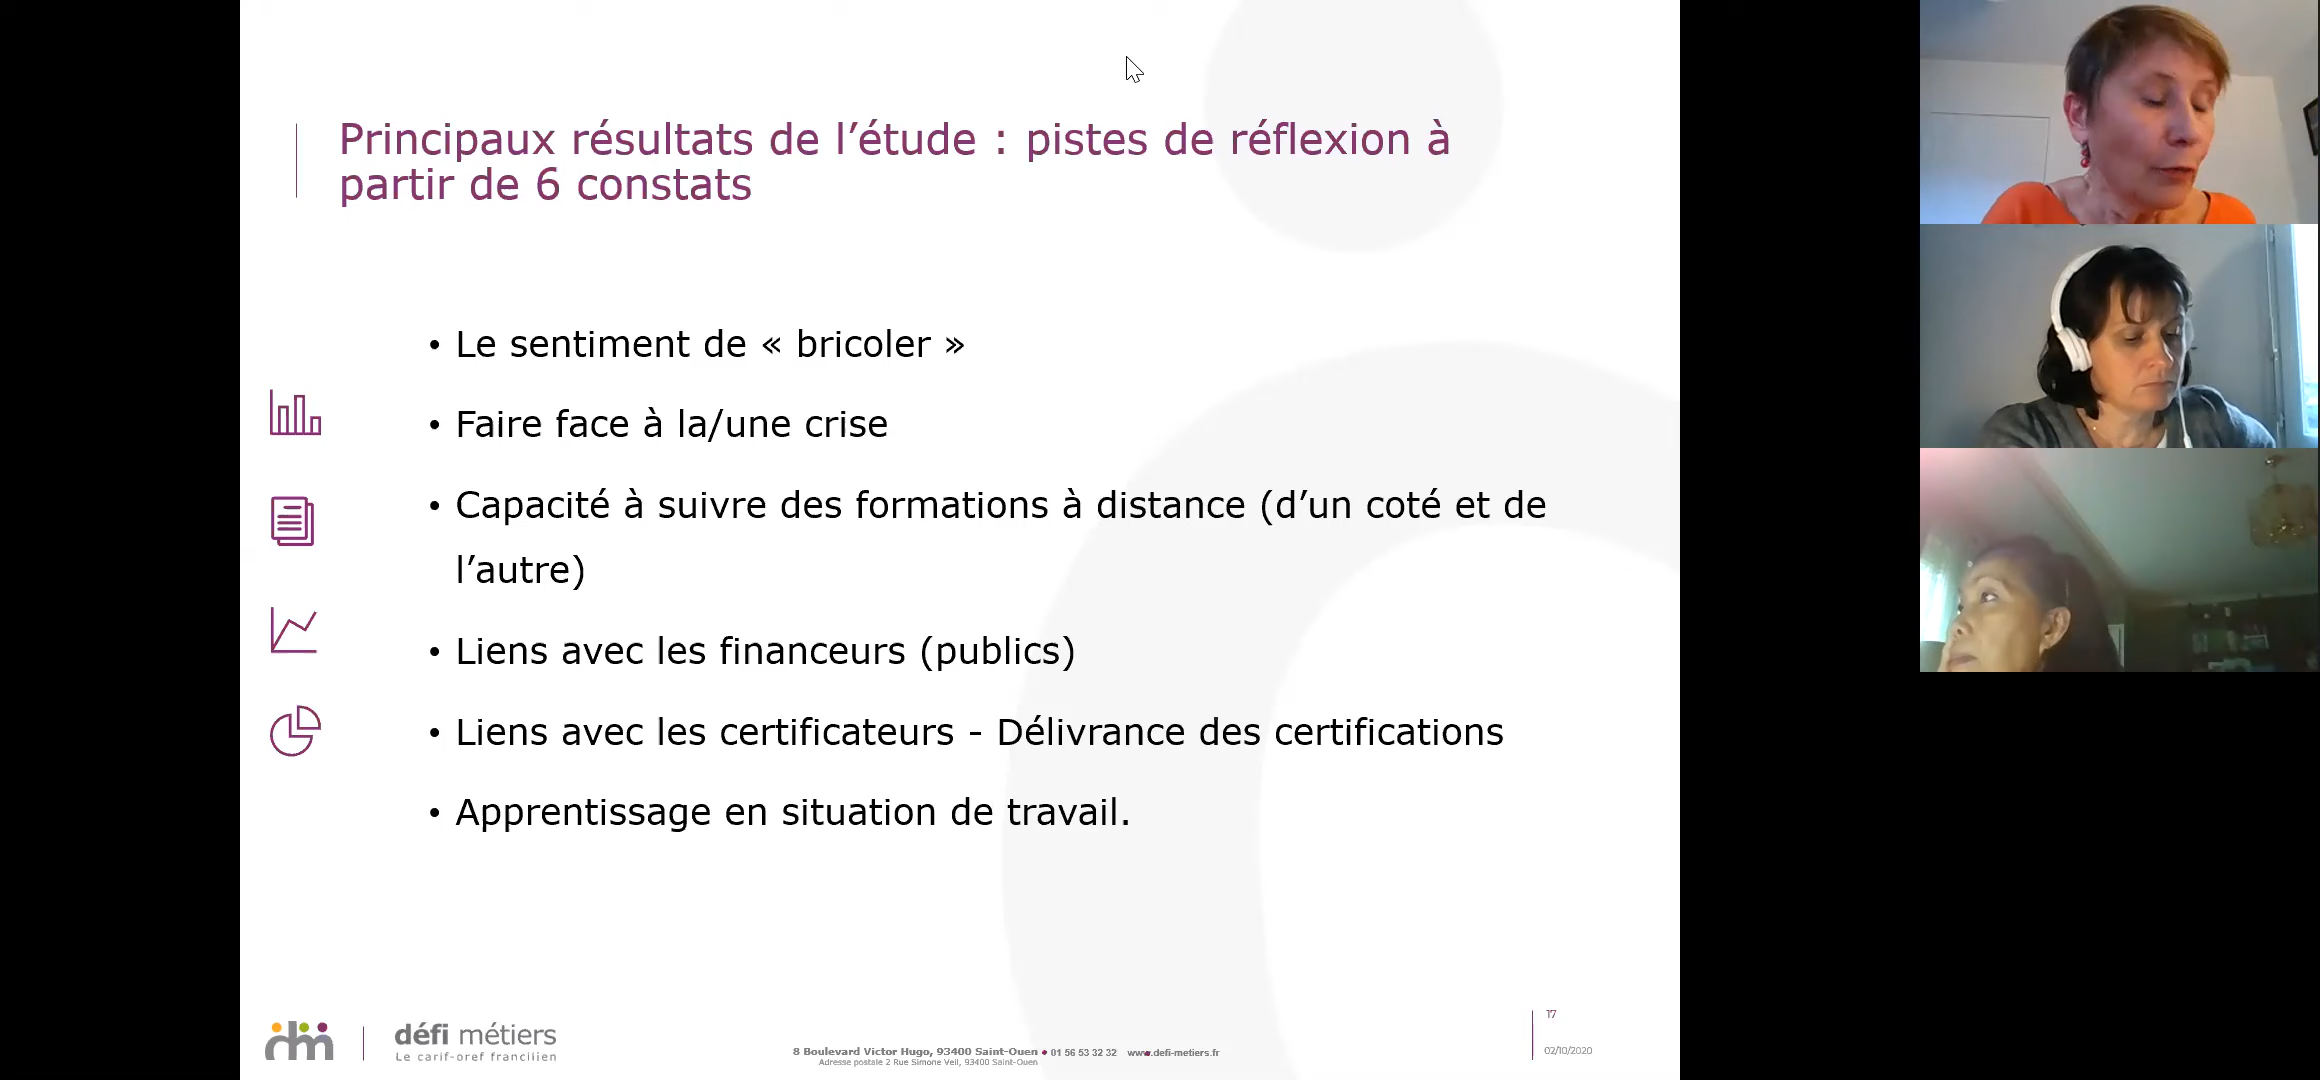 Principaux résultats de l’étude : pistes de réflexion à
partir de 6 constats
• Le sentiment de « bricoler »
• Faire face à la/une crise
• Capacité à suivre des formations à distance (d’un coté et de
l’autre)
• Liens avec les financeurs (publics)
• Liens avec les certificateurs - Délivrance des certifications
• Apprentissage en situation de travail.
dm
défi métiers
Le carif-oref francilien
8 Boulevard Victor Hugo, 93400 Saint-Ouen • 01 56 53 32 32 www.defi-metiers.fr
Adresse postale 2 Rue Simone Veil, 93400 Saint-Ouen
17
02/10/2020